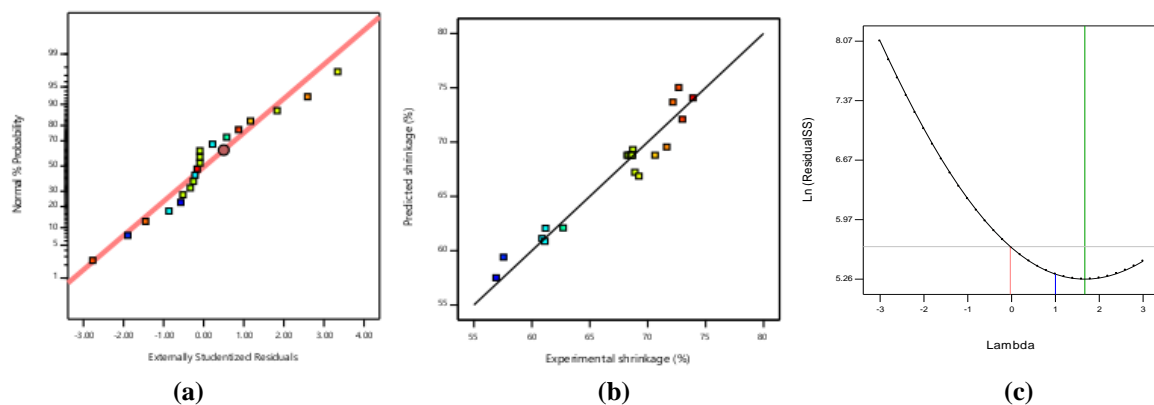 Normal % Probability
99
95
90
80
70
50
30
20
10
5
1
-3.00 -2.00 -1.00 0.00 1.00 2.00 3.00 4.00
Externally Studentized Residuals
(a)
Predicted shrinkage (%)
80
75
70
65
60
55
55 60 65 70 75 80
Experimental shrinkage (%)
(b)
Ln (ResidualSS)
8.07
7.37
6.67
5.97
5.26
-3 -2 -1 0 1 2 3
Lambda
(c)